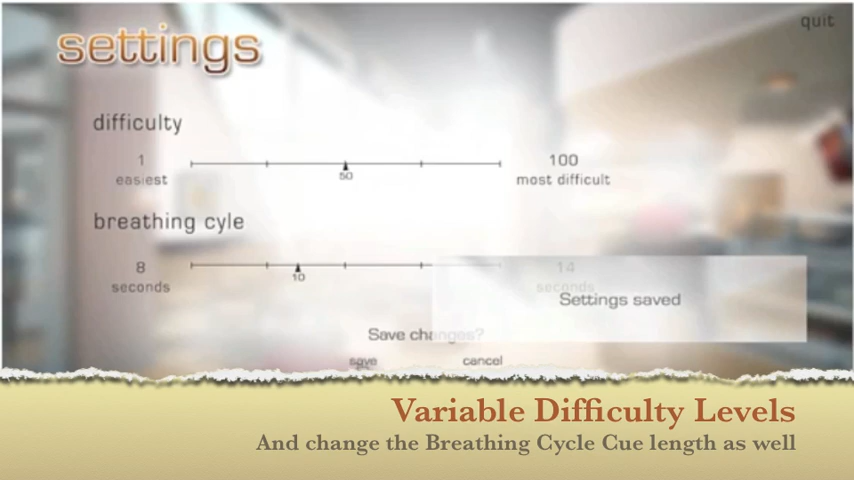 quit
settings
difficulty
1
100
easiest
50
most difficult
breathing cyle
8
10
14
seconds
seconds
Settings saved
Save changes?
save
cancel
Variable Difficulty Levels
And change the Breathing Cycle Cue length as well